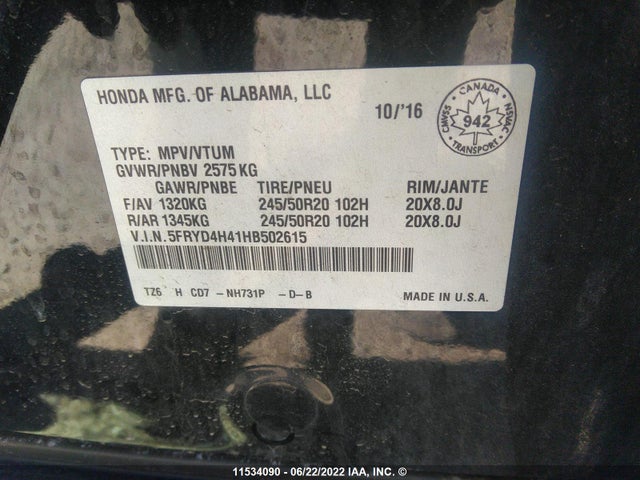 HONDA MFG. OF ALABAMA, LLC
10/'16
CANADA
CMVSS
942
NSVAC
TRANSPORT
TYPE: MPV/VTUM
GVWR/PNBV 2575KG
GAWR/PNBE TIRE/PNEU RIM/JANTE
F/AV 1320KG 245/50R20 102H 20X8.0J
R/AR 1345KG 245/50R20 102H 20X8.0J
V.I.N.5FRYD4H41HB502615
TZ6 H CD7 -NH731P -D-B MADE IN U.S.A.
11534090 - 06/22/2022 IAA, INC. ©